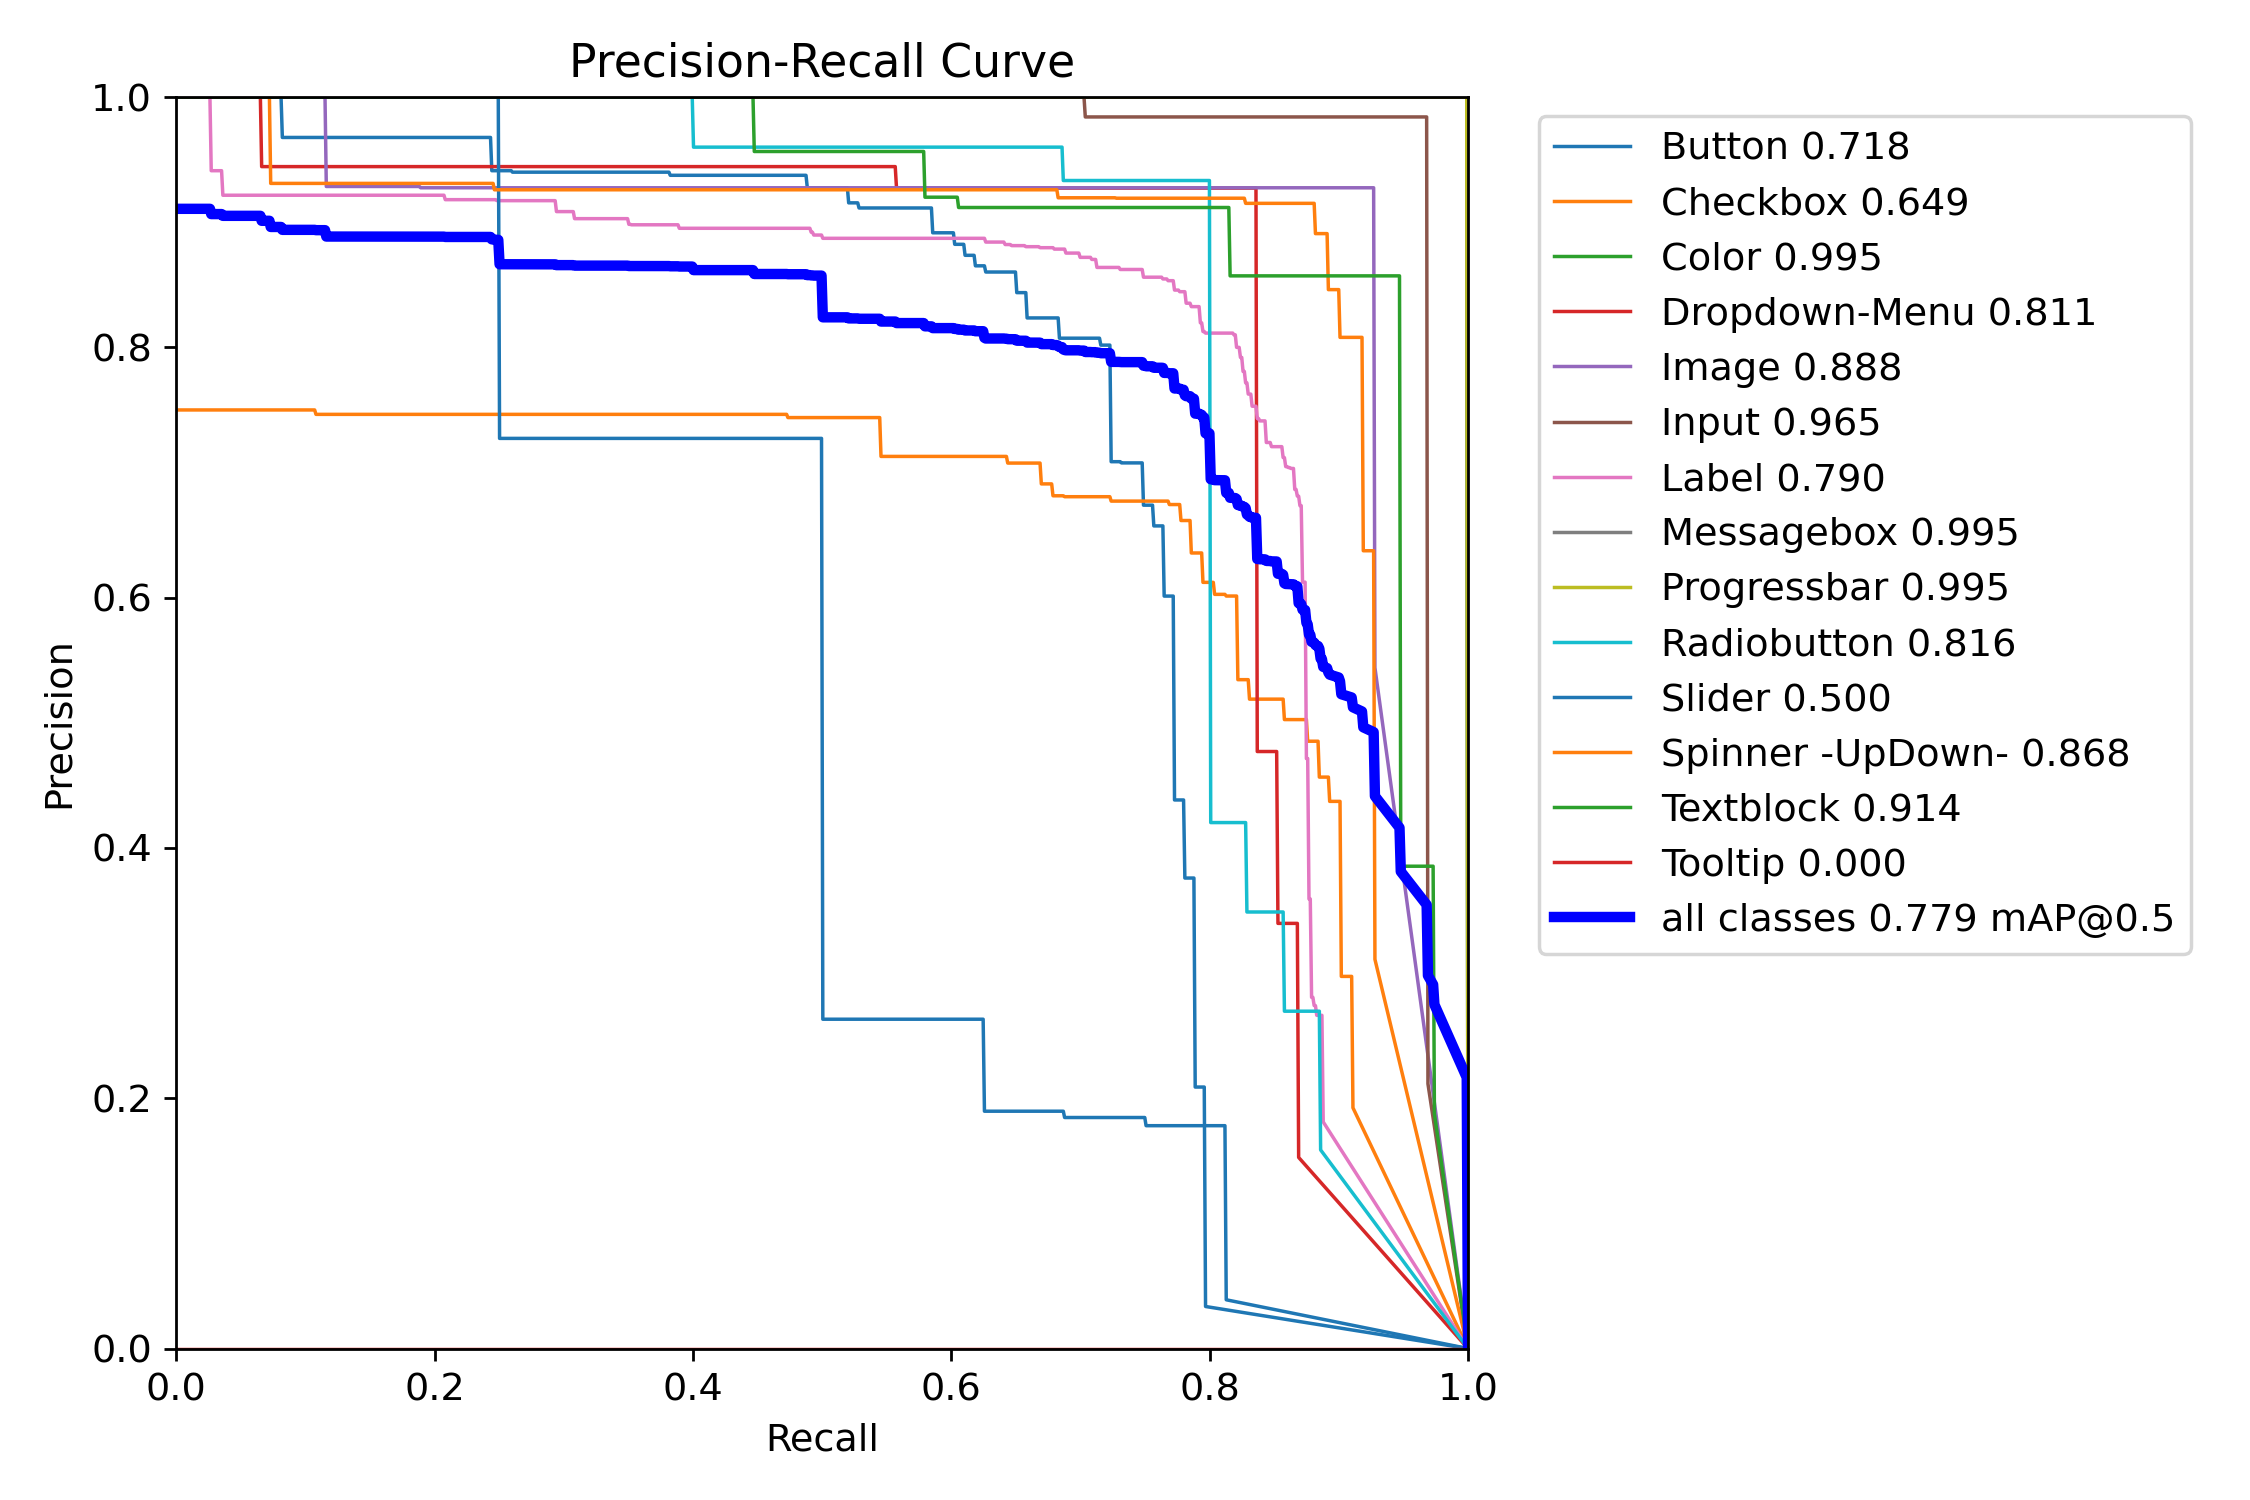 Precision-Recall Curve
1.0
0.8
0.6
0.4
0.2
0.0
Precision
0.0 0.2 0.4 0.6 0.8 1.0
Recall
Button 0.718
Checkbox 0.649
Color 0.995
Dropdown-Menu 0.811
Image 0.888
Input 0.965
Label 0.790
Messagebox 0.995
Progressbar 0.995
Radiobutton 0.816
Slider 0.500
Spinner -UpDown- 0.868
Textblock 0.914
Tooltip 0.000
all classes 0.779 mAP@0.5